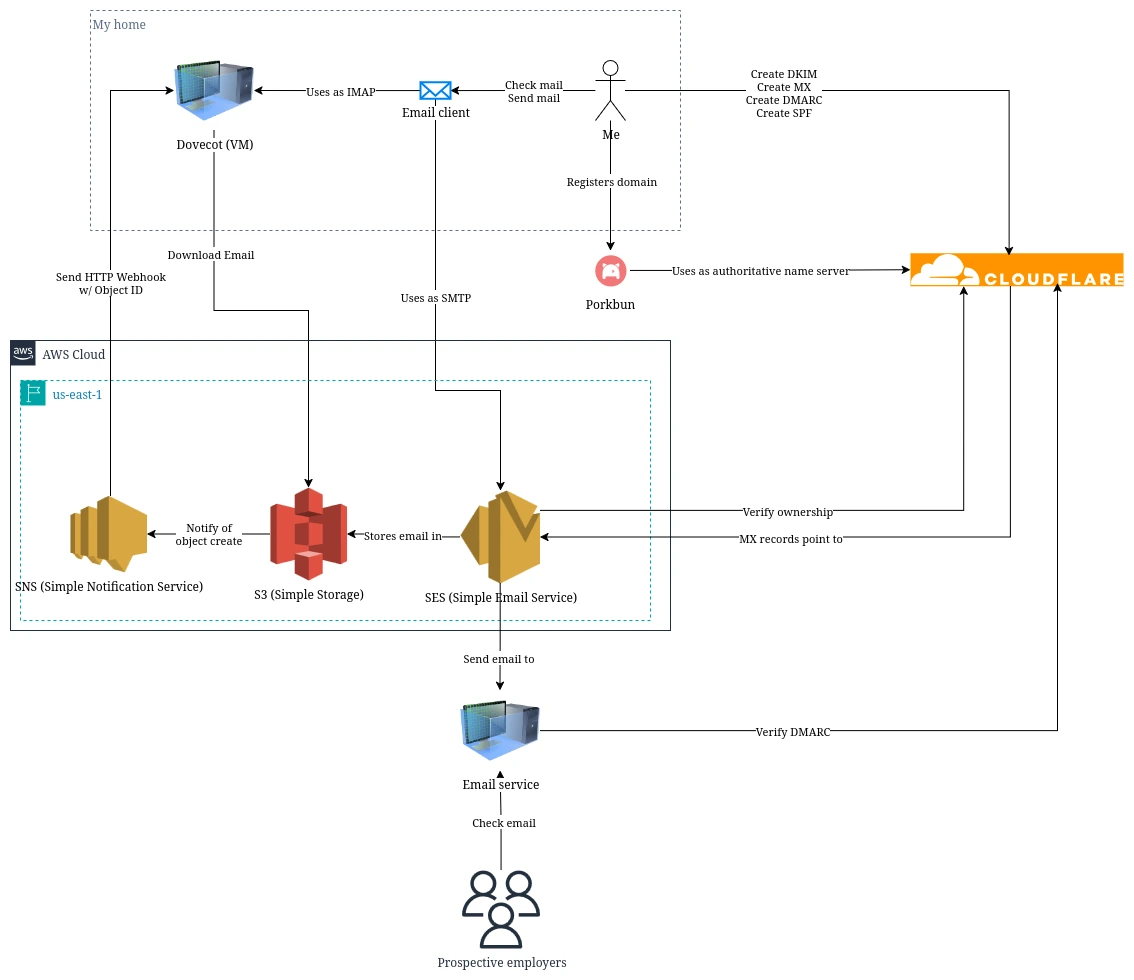 My home
Create DKIM
Create MX
Create DMARC
Create SPF
Check mail
Send mail
Uses as IMAP
Email client
Me
Dovecot (VM)
Registers domain
Download Email
Send HTTP Webhook
w/ Object ID
Uses as authoritative name server
CLOUDFLARE
Uses as SMTP
Porkbun
aws
AWS Cloud
us-east-1
Verify ownership
Notify of
object create
Stores email in
MX records point to
SNS (Simple Notification Service)
S3 (Simple Storage)
SES (Simple Email Service)
Send email to
Verify DMARC
Email service
Check email
Prospective employers